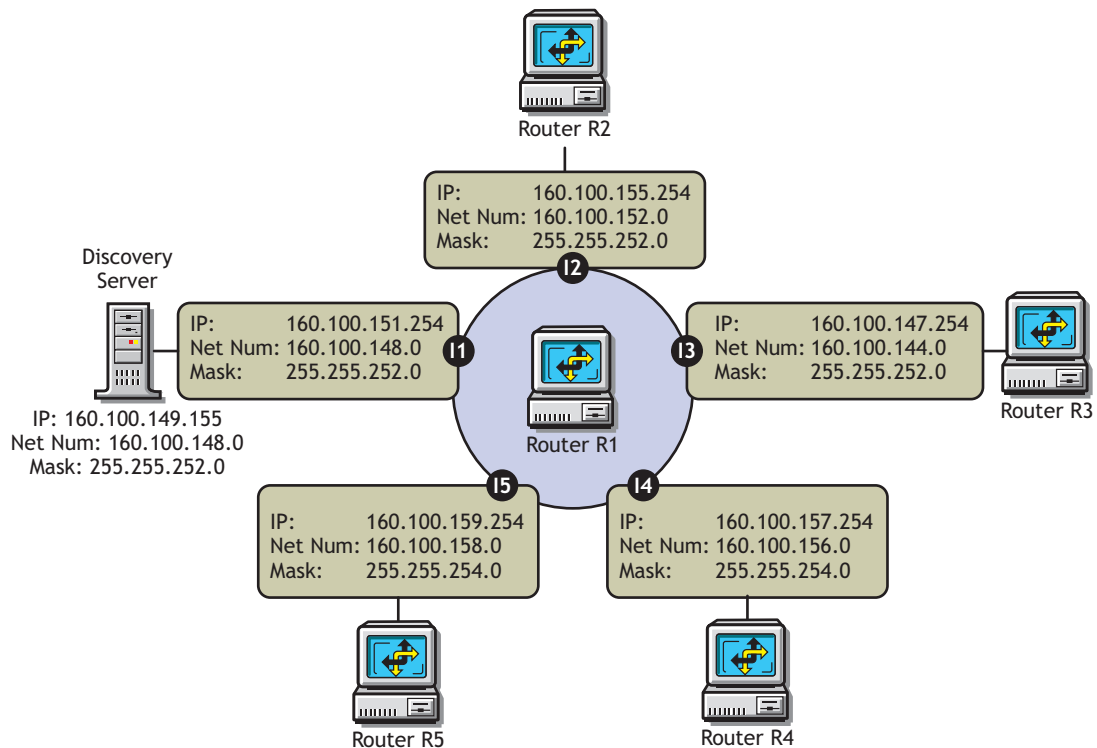 Router R2
IP: 160.100.155.254
Net Num: 160.100.152.0
Mask: 255.255.252.0
I2
Discovery
Server
IP: 160.100.151.254
Net Num: 160.100.148.0
Mask: 255.255.252.0
I1
IP: 160.100.149.155
Net Num: 160.100.148.0
Mask: 255.255.252.0
Router R1
I3
IP: 160.100.147.254
Net Num: 160.100.144.0
Mask: 255.255.252.0
Router R3
I5
IP: 160.100.159.254
Net Num: 160.100.158.0
Mask: 255.255.254.0
Router R5
I4
IP: 160.100.157.254
Net Num: 160.100.156.0
Mask: 255.255.254.0
Router R4